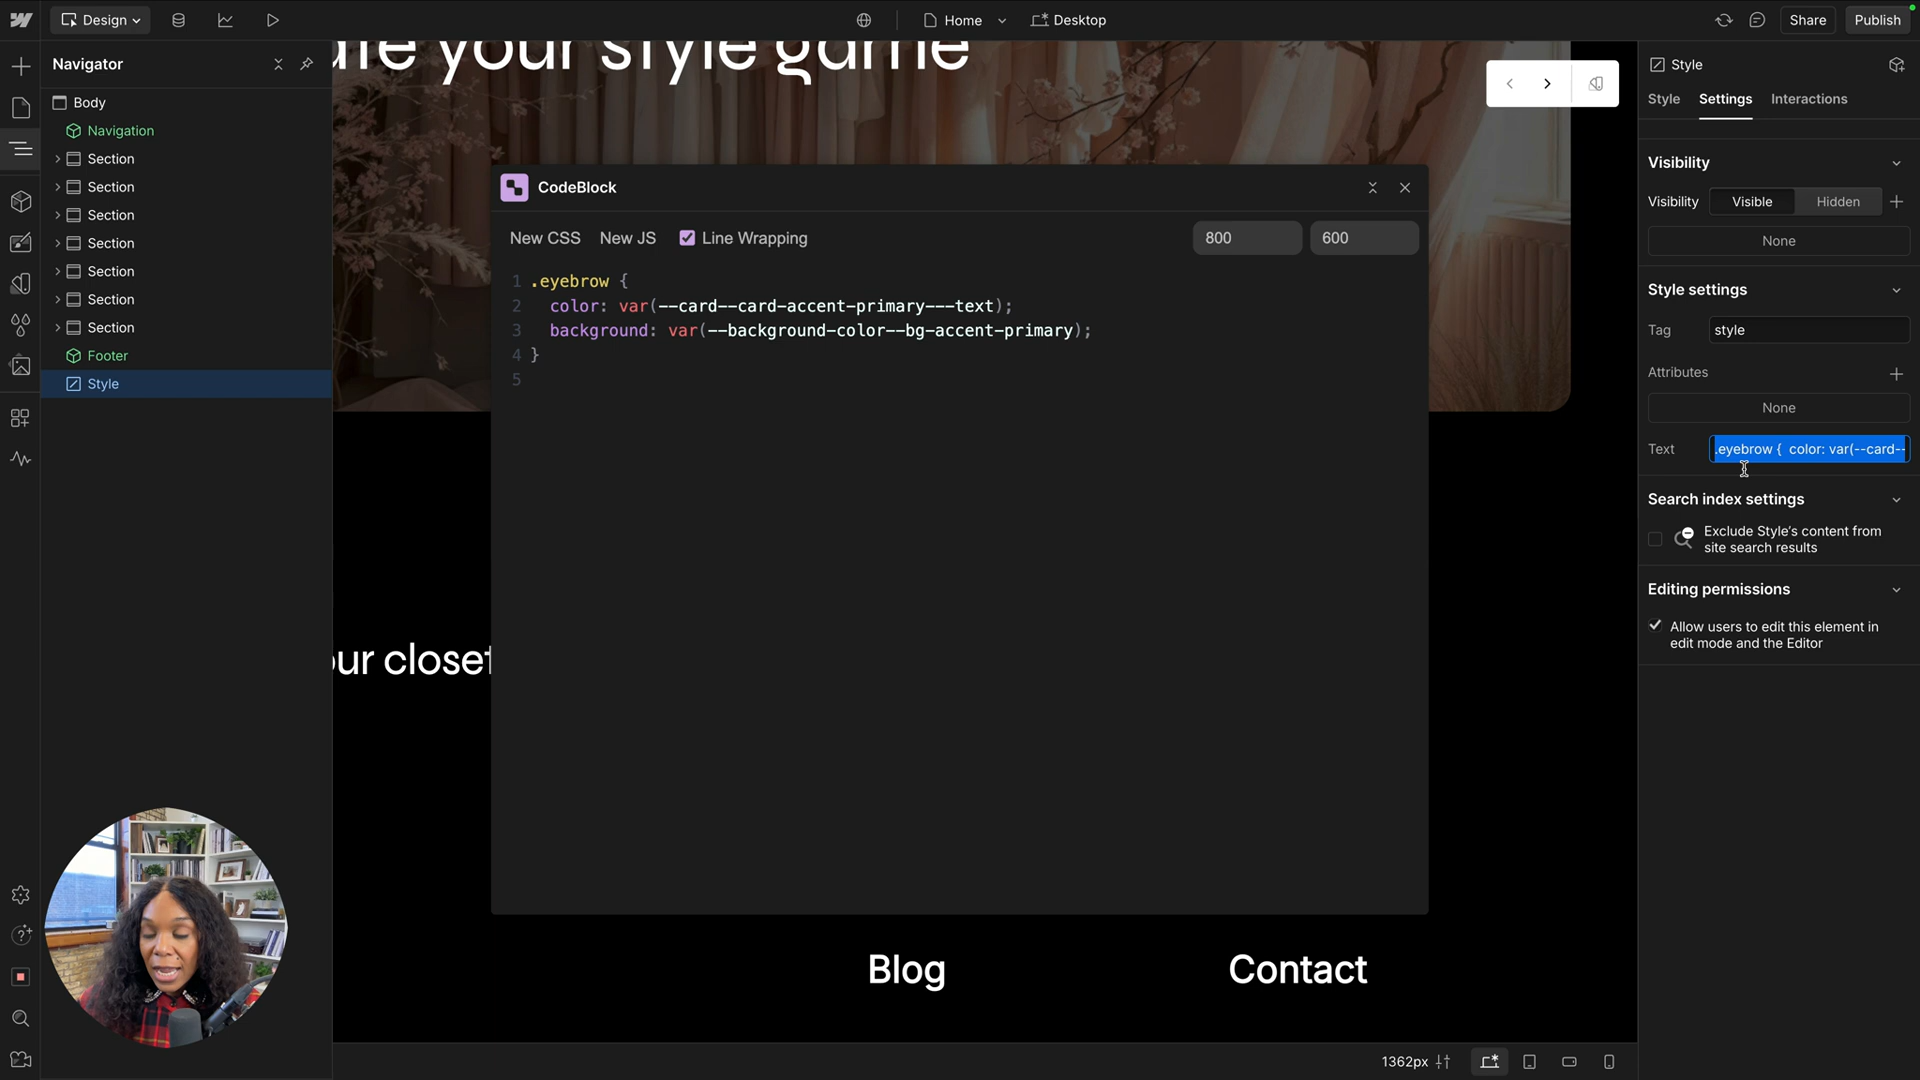 Design
Home
Desktop
Share
Publish
Navigator
Body
Navigation
Section
Section
Section
Section
Section
Section
Section
Footer
Style
your style game
CodeBlock
New CSS
New JS
Line Wrapping
800
600
1 .eyebrow {
2 color: var(--card--card-accent-primary---text);
3 background: var(--background-color--bg-accent-primary);
4 }
5
our closet
Blog
Contact
1362px
Style
Style
Settings
Interactions
Visibility
Visibility
Visible
Hidden
None
Style settings
Tag
style
Attributes
None
Text
.eyebrow { color: var(--card--
Search index settings
Exclude Style's content from
site search results
Editing permissions
Allow users to edit this element in
edit mode and the Editor